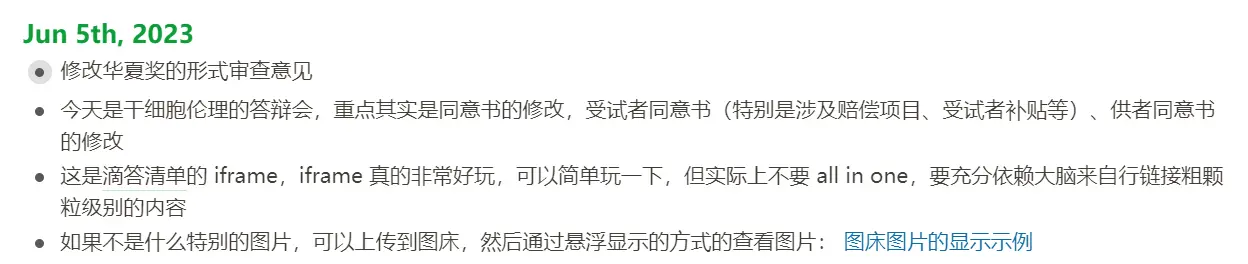 Jun 5th, 2023
修改华夏奖的形式审查意见
今天是干细胞伦理的答辩会，重点其实是同意书的修改，受试者同意书（特别是涉及赔偿项目、受试者补贴等）、供者同意书
的修改
这是滴答清单的 iframe，iframe 真的非常好玩，可以简单玩一下，但实际上不要 all in one，要充分依赖大脑来自行链接粗颗
粒级别的内容
如果不是什么特别的图片，可以上传到图床，然后通过悬浮显示的方式的查看图片： 图床图片的显示示例